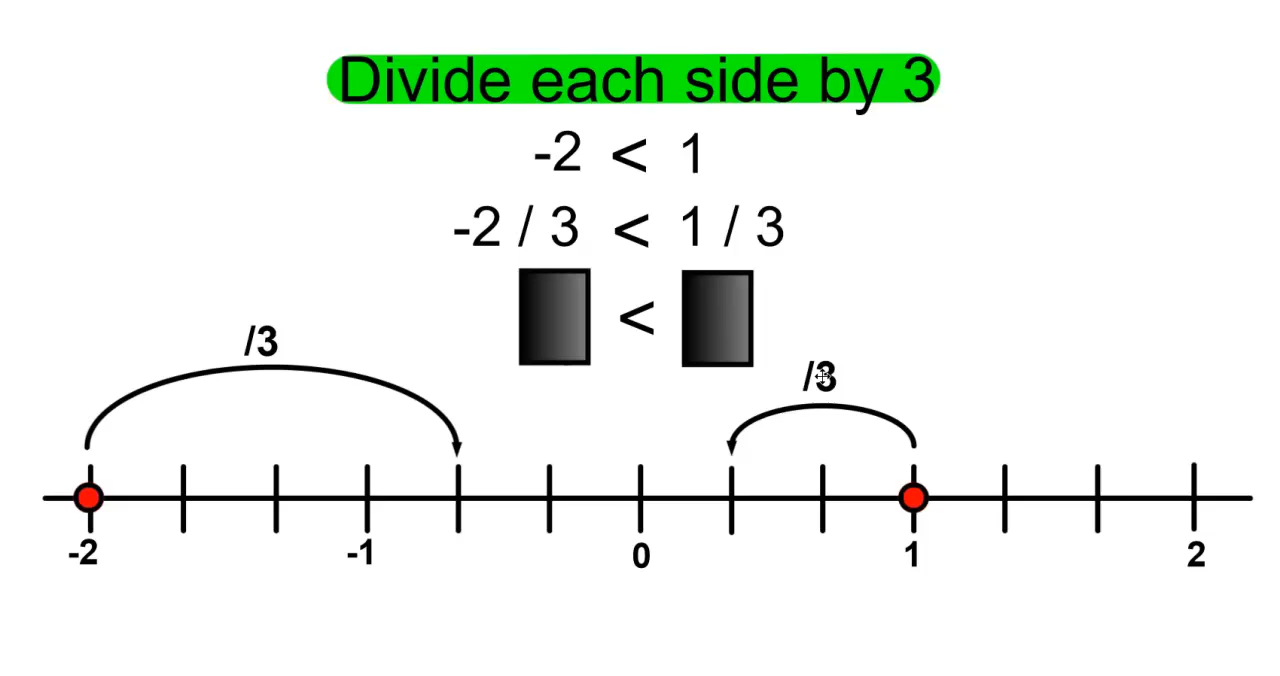 Divide each side by 3
-2 < 1
-2 / 3 < 1 / 3
<
/3
/3
-2 -1 0 1 2